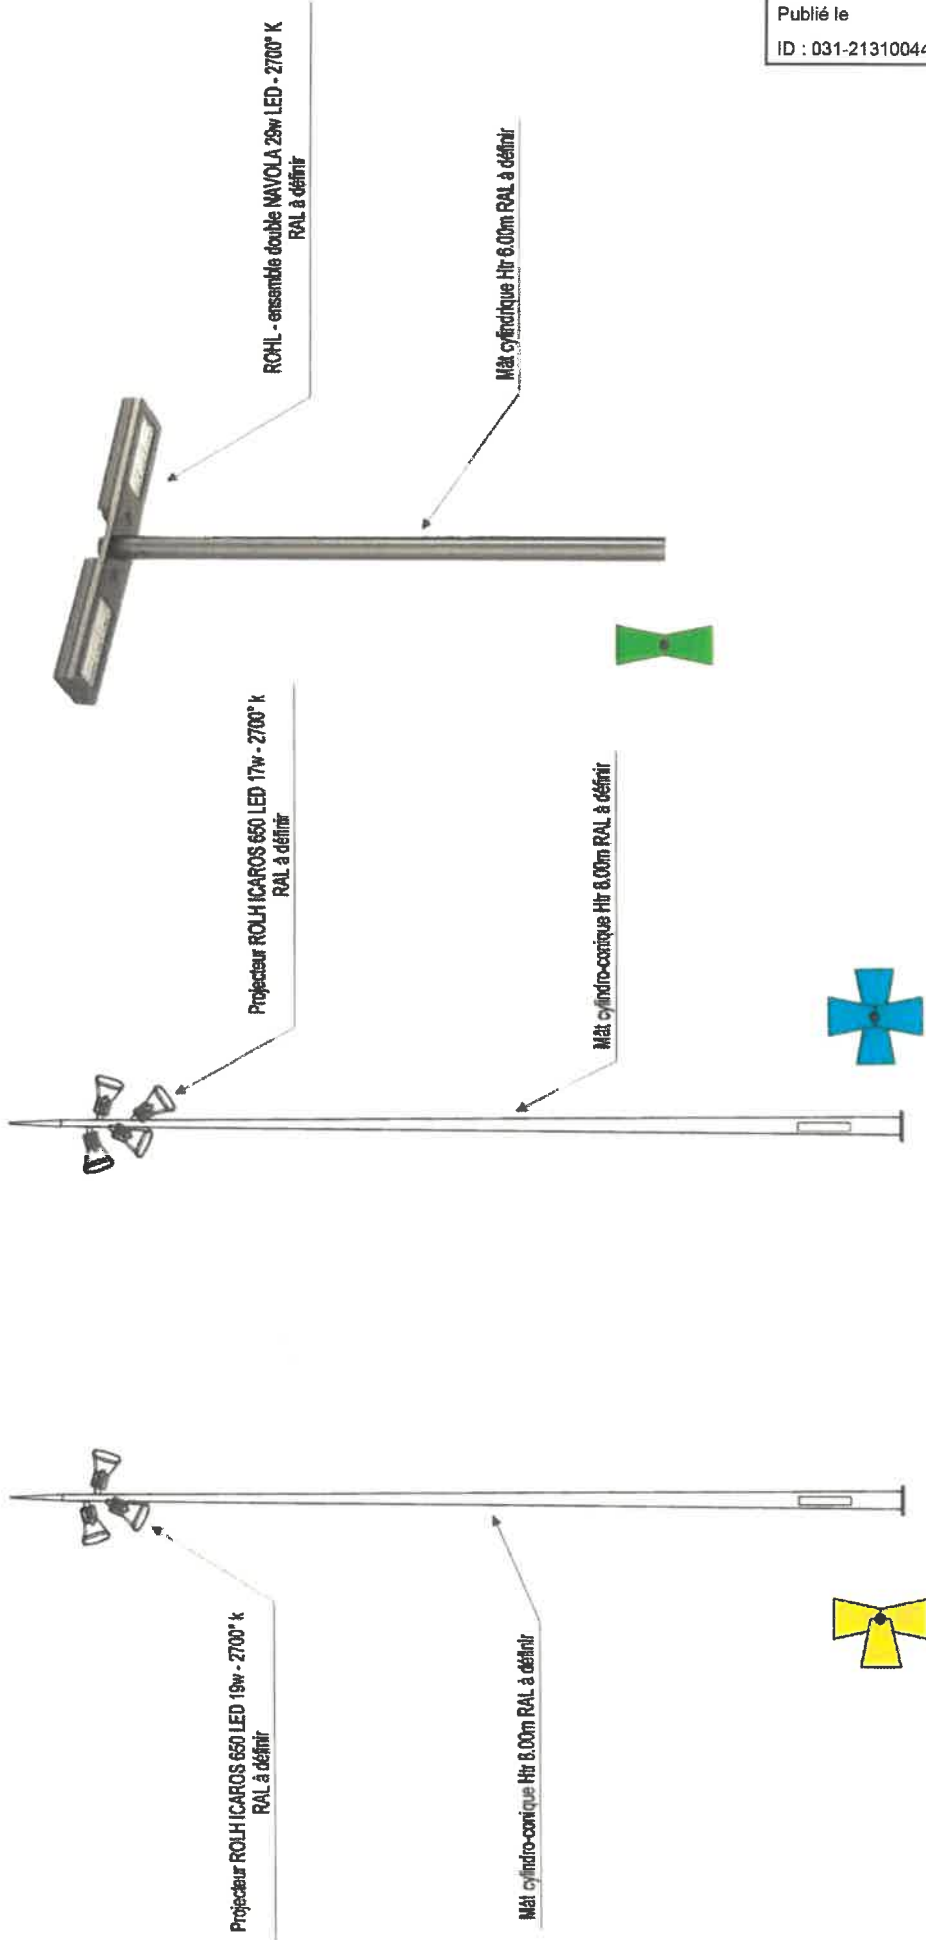 Publié le
ID : 031-21310044
Projecteur ROLH ICAROS 650 LED 19w - 2700° k
RAL à définir
Mât cylindro-conique Htr 8.00m RAL à définir
Projecteur ROLH ICAROS 650 LED 17w - 2700° k
RAL à définir
Mât cylindro-conique Htr 8.00m RAL à définir
ROHL - ensemble double NAVOLA 29w LED - 2700° K
RAL à définir
Mât cylindrique Htr 6.00m RAL à définir